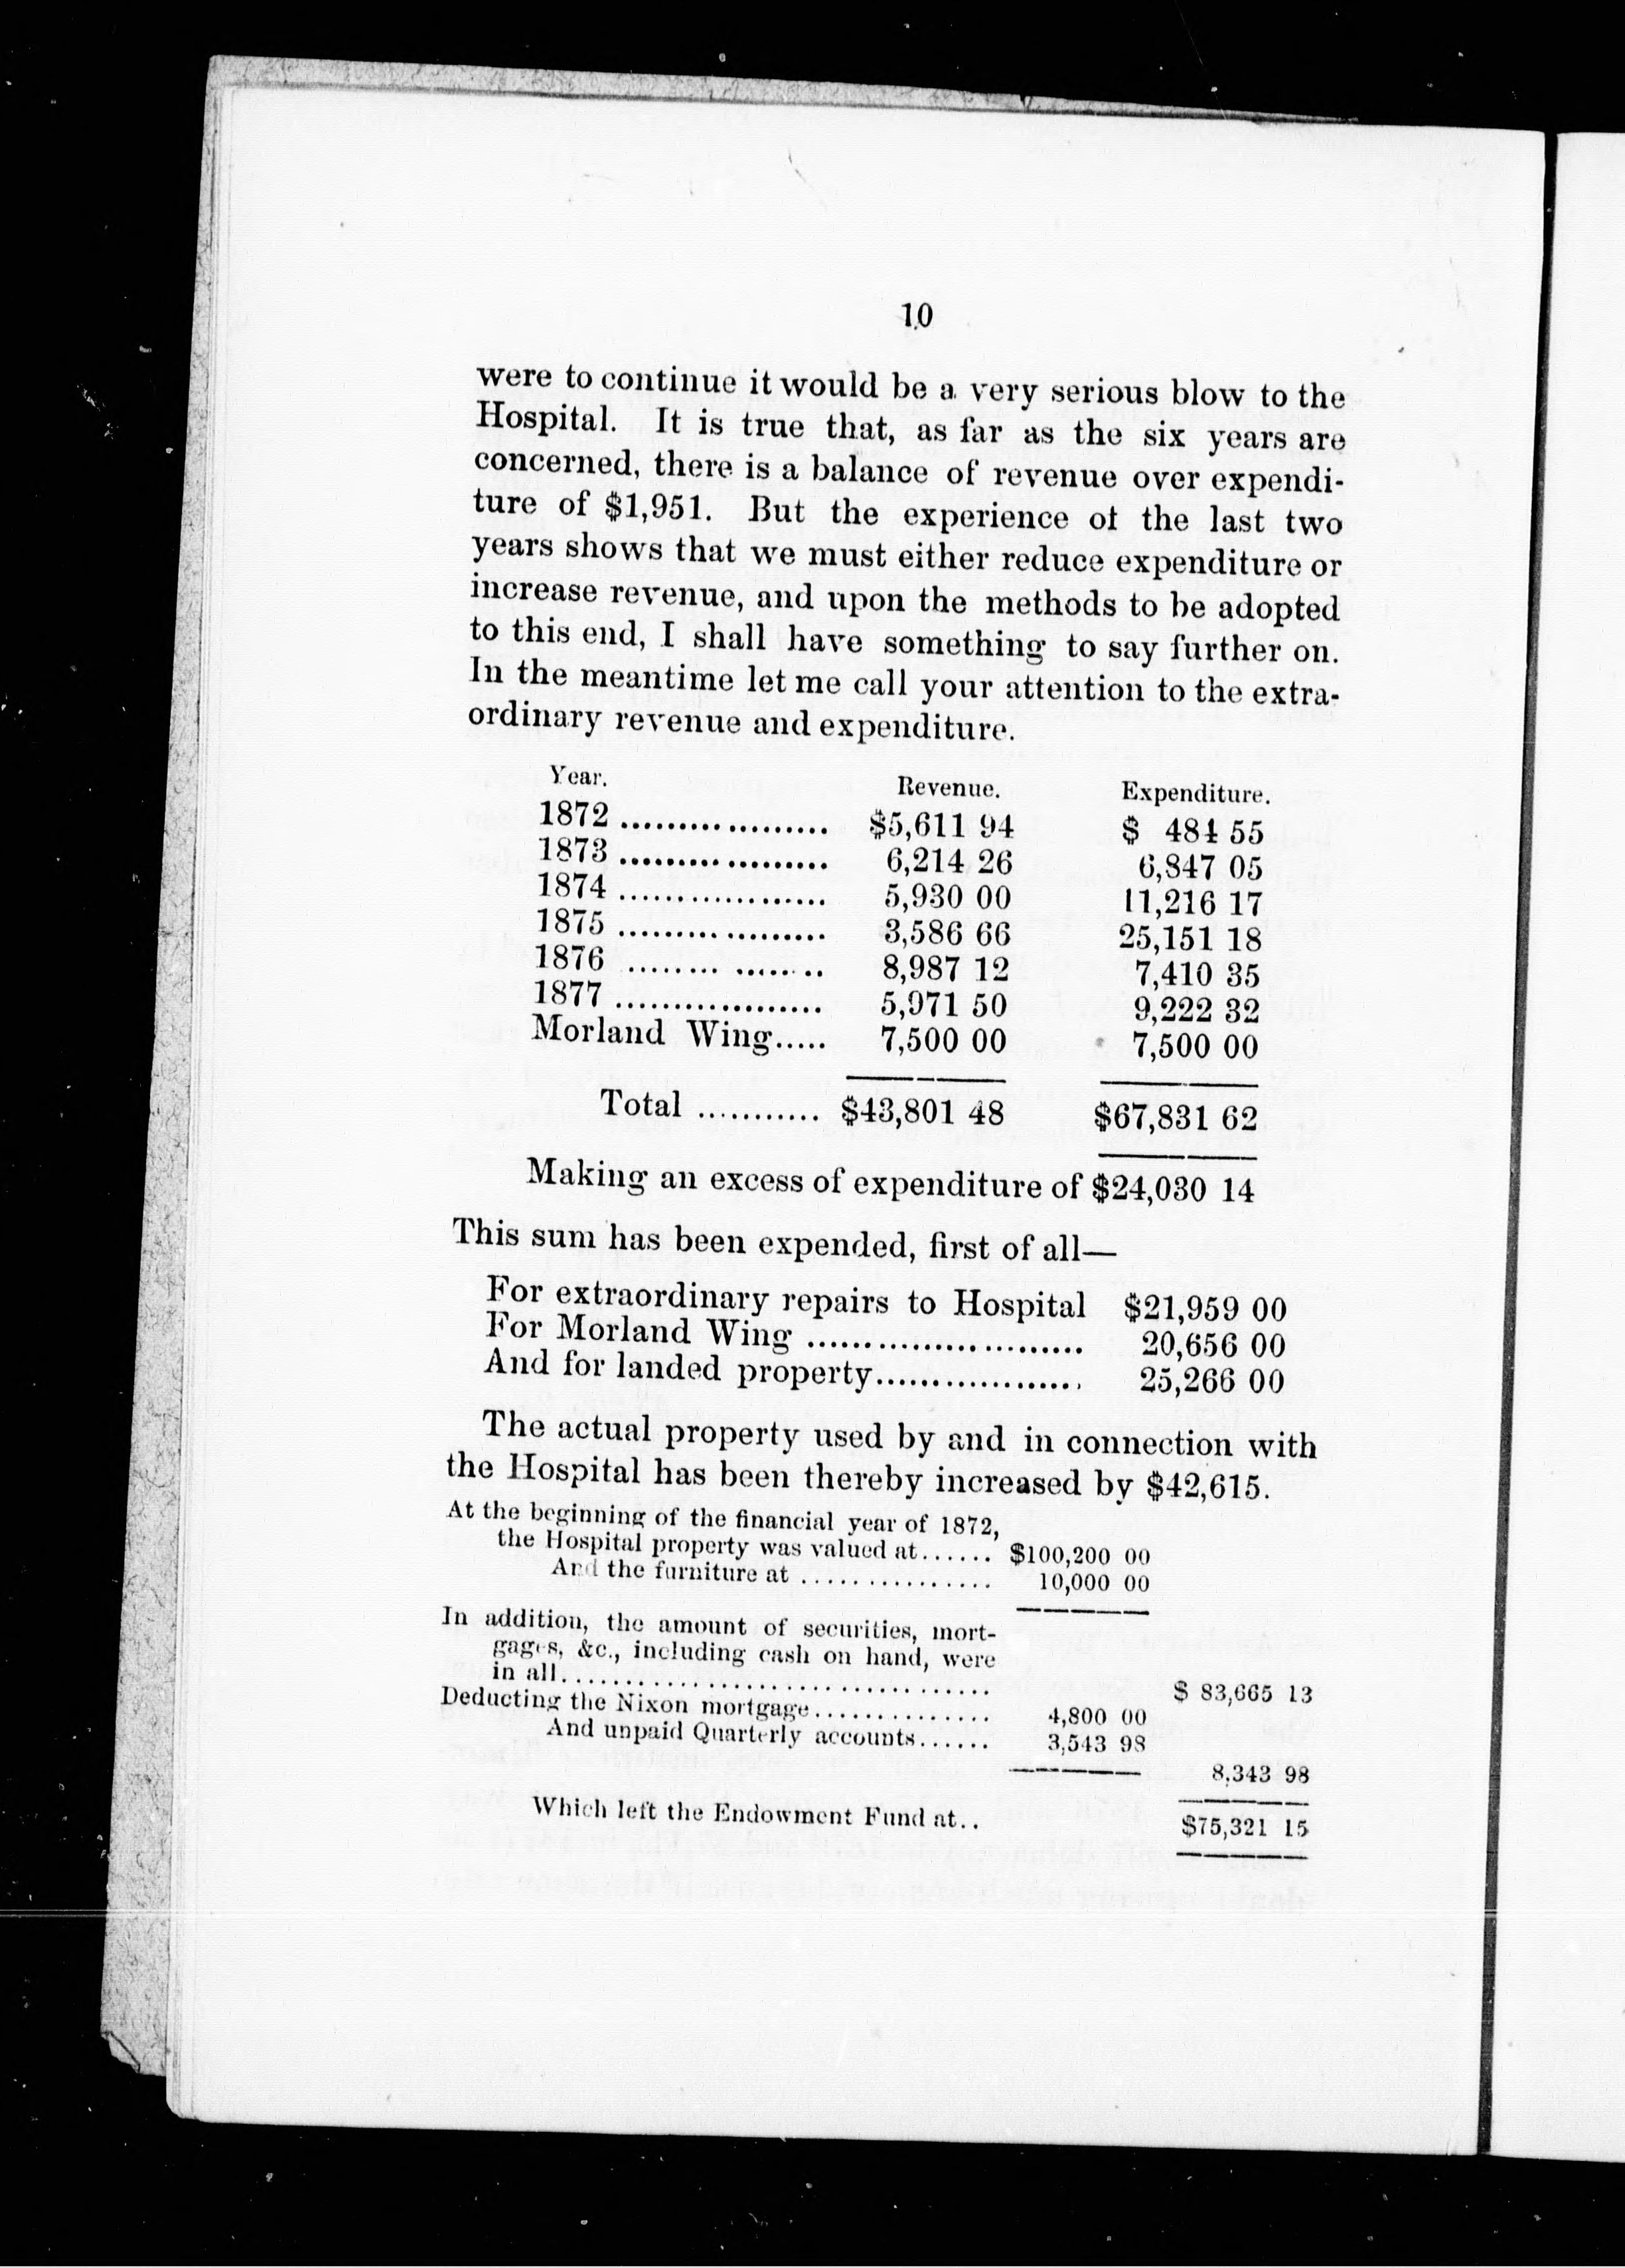 10
were to continue it would be a very serious blow to the
Hospital. It is true that, as far as the six years are
concerned, there is a balance of revenue over expendi-
ture of $1,951. But the experience of the last two
years shows that we must either reduce expenditure or
increase revenue, and upon the methods to be adopted
to this end, I shall have something to say further on.
In the meantime let me call your attention to the extra-
ordinary revenue and expenditure.
Year. Revenue. Expenditure.
1872 .................. $5,611 94 $ 484 55
1873 .................. 6,214 26 6,847 05
1874 .................. 5,930 00 11,216 17
1875 .................. 3,586 66 25,151 18
1876 ........ ........ 8,987 12 7,410 35
1877 .................. 5,971 50 9,222 32
Morland Wing..... 7,500 00 7,500 00
Total ........... $43,801 48 $67,831 62
Making an excess of expenditure of $24,030 14
This sum has been expended, first of all—
For extraordinary repairs to Hospital $21,959 00
For Morland Wing ........................ 20,656 00
And for landed property.................. 25,266 00
The actual property used by and in connection with
the Hospital has been thereby increased by $42,615.
At the beginning of the financial year of 1872,
the Hospital property was valued at...... $100,200 00
And the furniture at ............... 10,000 00
In addition, the amount of securities, mort-
gages, &c., including cash on hand, were
in all.................................. $ 83,665 13
Deducting the Nixon mortgage.............. 4,800 00
And unpaid Quarterly accounts...... 3,543 98
8,343 98
Which left the Endowment Fund at.. $75,321 15